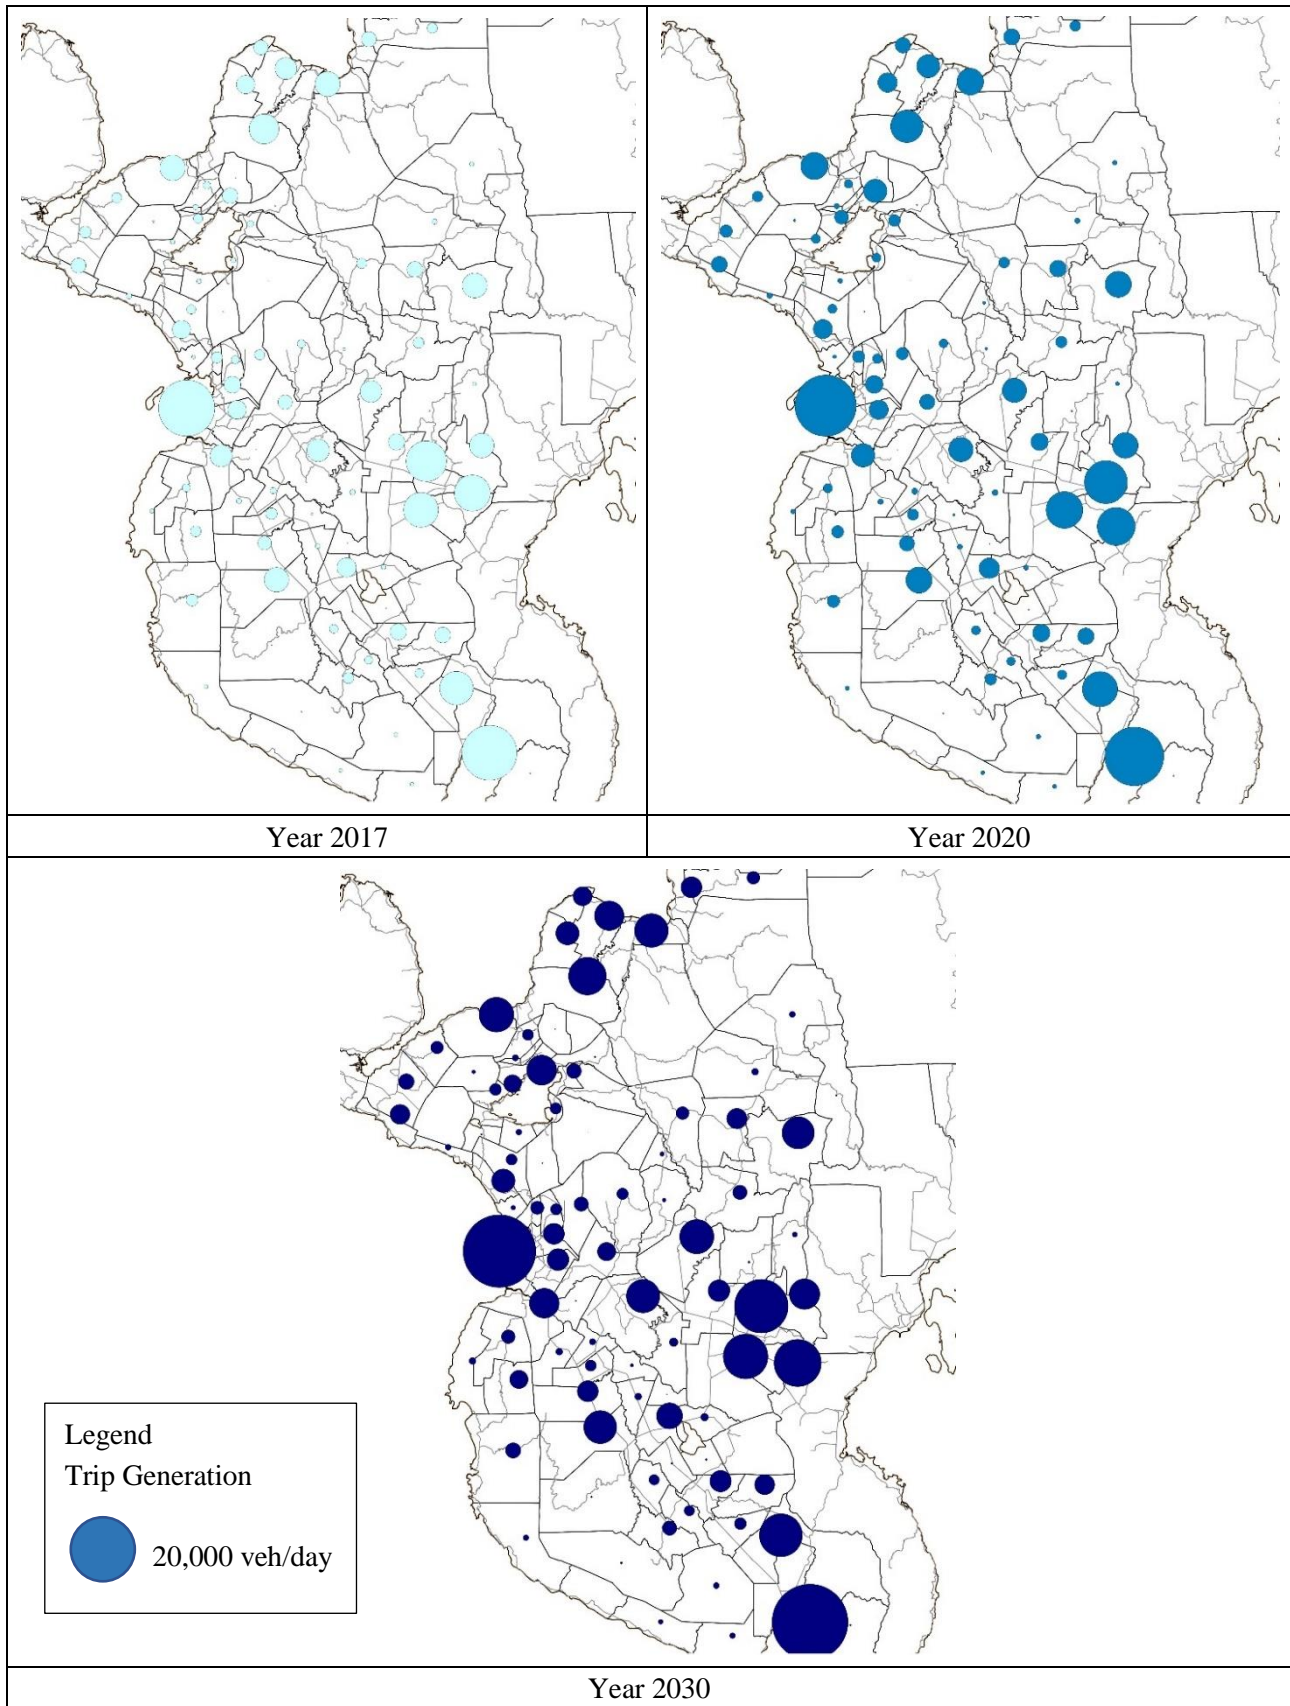 Year 2017
Year 2020
Legend
Trip Generation
20,000 veh/day
Year 2030